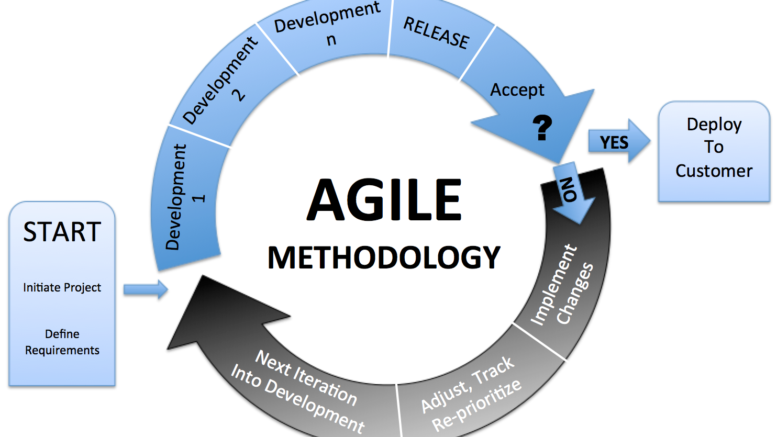 START
Initiate Project
Define
Requirements
Development
1
Development
2
Development
n
RELEASE
Accept
?
YES
Deploy
To
Customer
NO
Implement
Changes
Adjust, Track
Re-prioritize
Next Iteration
Into Development
AGILE
METHODOLOGY